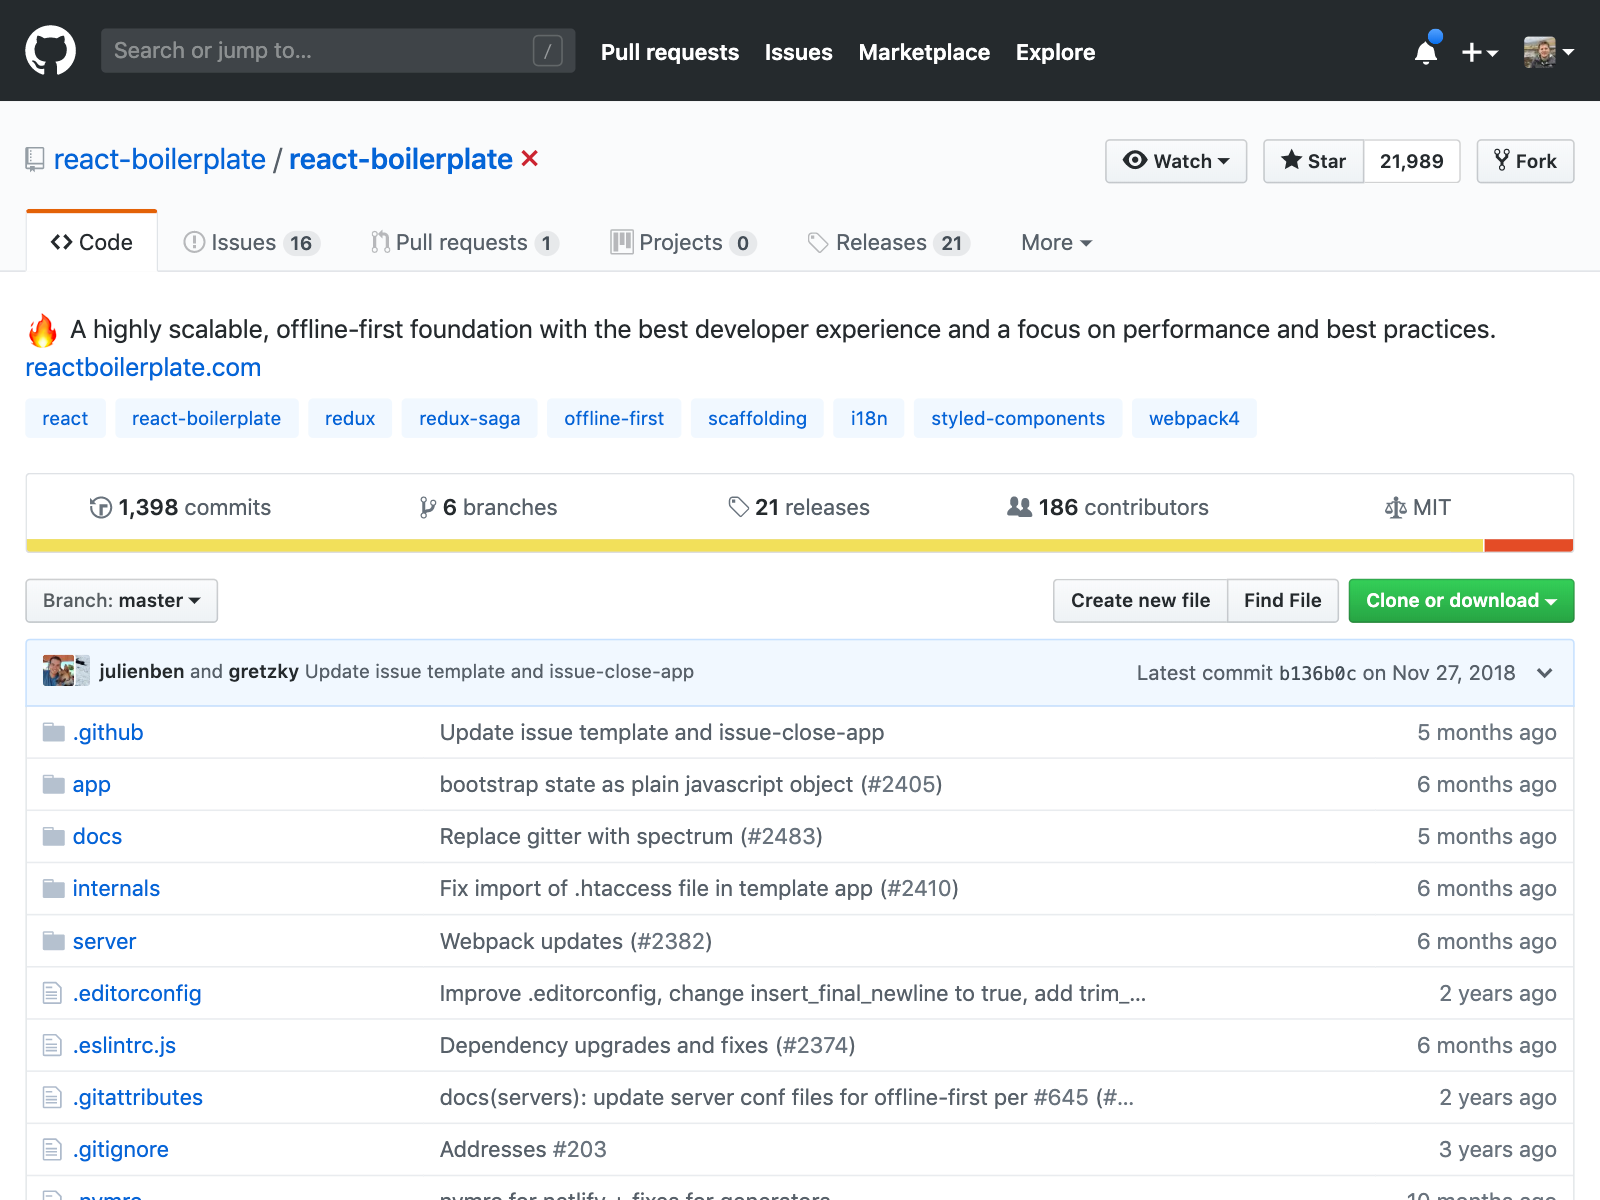 Search or jump to... / Pull requests Issues Marketplace Explore
react-boilerplate / react-boilerplate Watch Star 21,989 Fork
Code Issues 16 Pull requests 1 Projects 0 Releases 21 More
A highly scalable, offline-first foundation with the best developer experience and a focus on performance and best practices.
reactboilerplate.com
react react-boilerplate redux redux-saga offline-first scaffolding i18n styled-components webpack4
1,398 commits 6 branches 21 releases 186 contributors MIT
Branch: master Create new file Find File Clone or download
julienben and gretzky Update issue template and issue-close-app Latest commit b136b0c on Nov 27, 2018
.github Update issue template and issue-close-app 5 months ago
app bootstrap state as plain javascript object (#2405) 6 months ago
docs Replace gitter with spectrum (#2483) 5 months ago
internals Fix import of .htaccess file in template app (#2410) 6 months ago
server Webpack updates (#2382) 6 months ago
.editorconfig Improve .editorconfig, change insert_final_newline to true, add trim_... 2 years ago
.eslintrc.js Dependency upgrades and fixes (#2374) 6 months ago
.gitattributes docs(servers): update server conf files for offline-first per #645 (#... 2 years ago
.gitignore Addresses #203 3 years ago
.nvmrc nvmrc for netlify + fixes for generators 10 months ago